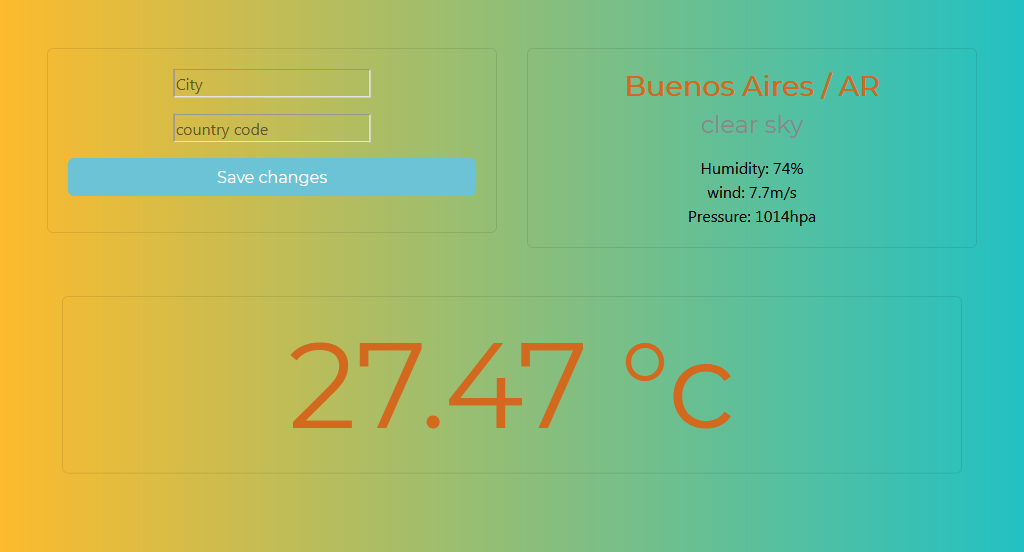 City
country code
Save changes
Buenos Aires / AR
clear sky
Humidity: 74%
wind: 7.7m/s
Pressure: 1014hpa
27.47 °c